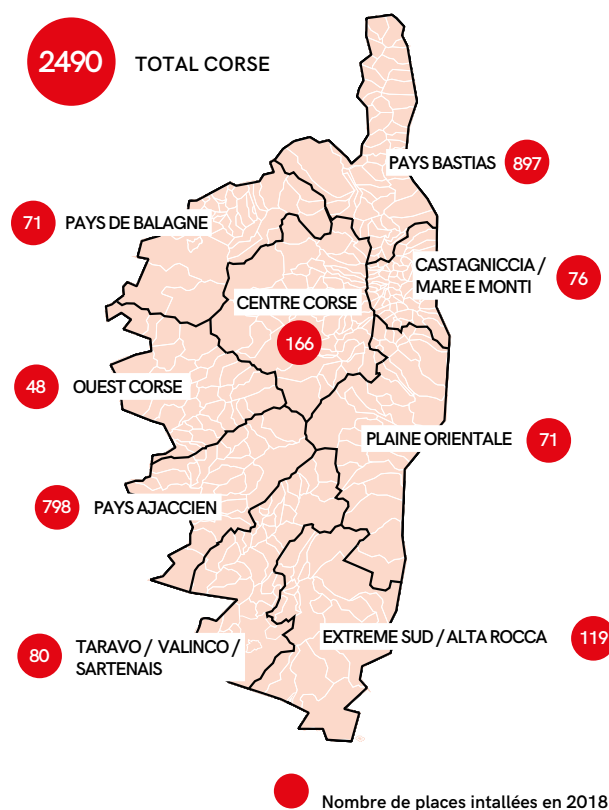 2490 TOTAL CORSE
PAYS BASTIAS 897
71 PAYS DE BALAGNE
CASTAGNICCIA /
MARE E MONTI
76
CENTRE CORSE
166
48 OUEST CORSE
PLAINE ORIENTALE 71
798 PAYS AJACCIEN
80
TARAVO / VALINCO /
SARTENAIS
EXTREME SUD / ALTA ROCCA 119
Nombre de places intallées en 2018